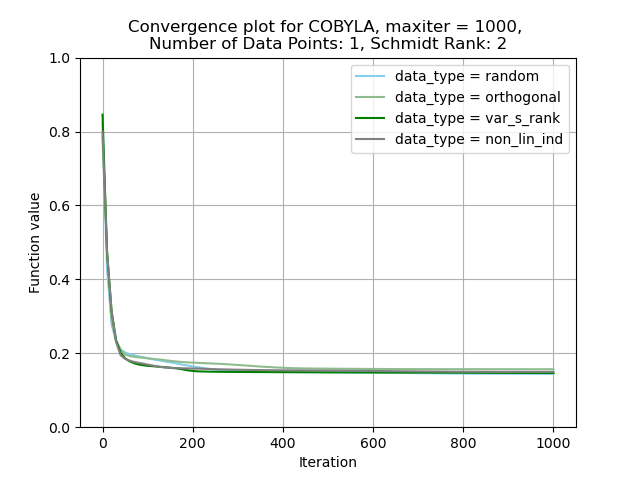 Convergence plot for COBYLA, maxiter = 1000,
Number of Data Points: 1, Schmidt Rank: 2
data_type = random
data_type = orthogonal
data_type = var_s_rank
data_type = non_lin_ind
Function value
1.0
0.8
0.6
0.4
0.2
0.0
0 200 400 600 800 1000
Iteration